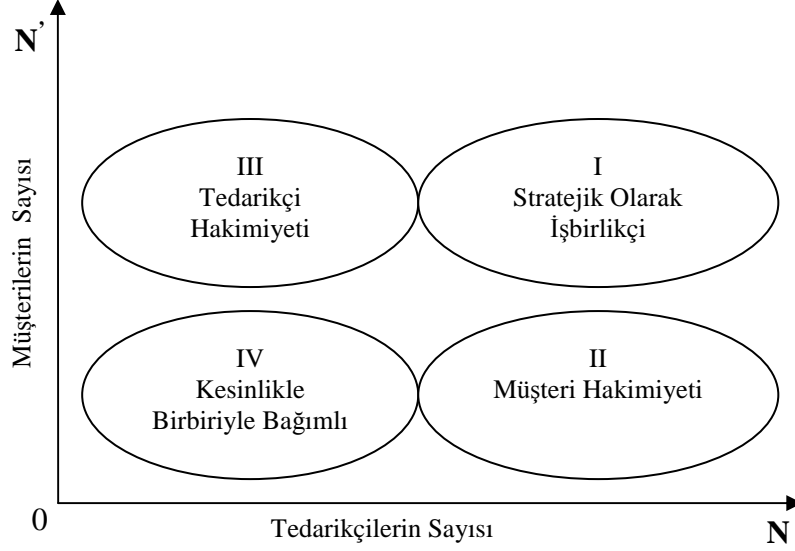 N’
Müşterilerin Sayısı
III
Tedarikçi
Hakimiyeti
I
Stratejik Olarak
İşbirlikçi
IV
Kesinlikle
Birbiriyle Bağımlı
II
Müşteri Hakimiyeti
0
Tedarikçilerin Sayısı
N